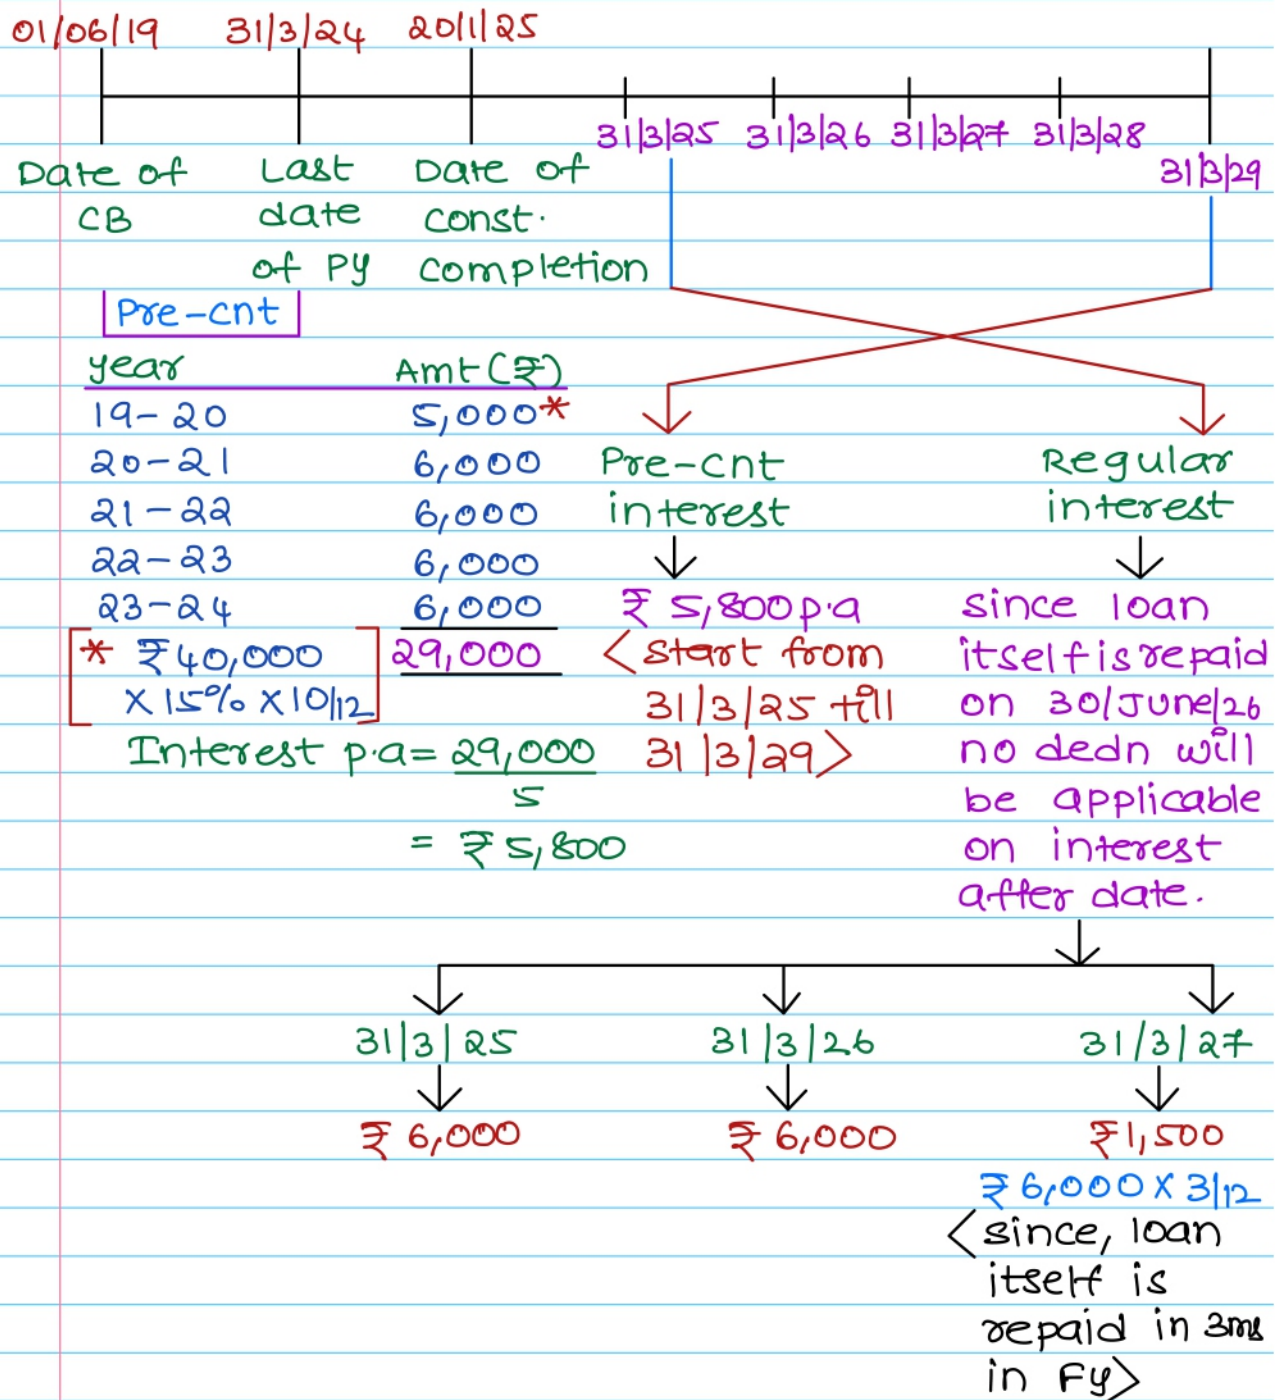 01/06/19 31/3/24 20/1/25
31/3/25 31/3/26 31/3/27 31/3/28
31/3/29
Date of CB
Last date of PY
Date of const. completion
Pre-cnt
year Amt (₹)
19-20 5,000*
20-21 6,000
21-22 6,000
22-23 6,000
23-24 6,000
29,000
* ₹40,000
x 15% x 10/12
Interest p.a = 29,000
5
= ₹ 5,800
Pre-cnt
interest
₹ 5,800 p.a
<start from
31/3/25 till
31/3/29>
Regular
interest
since loan
itself is repaid
on 30/June/26
no dedn will
be applicable
on interest
after date.
31/3/25 31/3/26 31/3/27
₹ 6,000 ₹ 6,000 ₹1,500
₹ 6,000 x 3/12
<since, loan
itself is
repaid in 3ms
in FY>